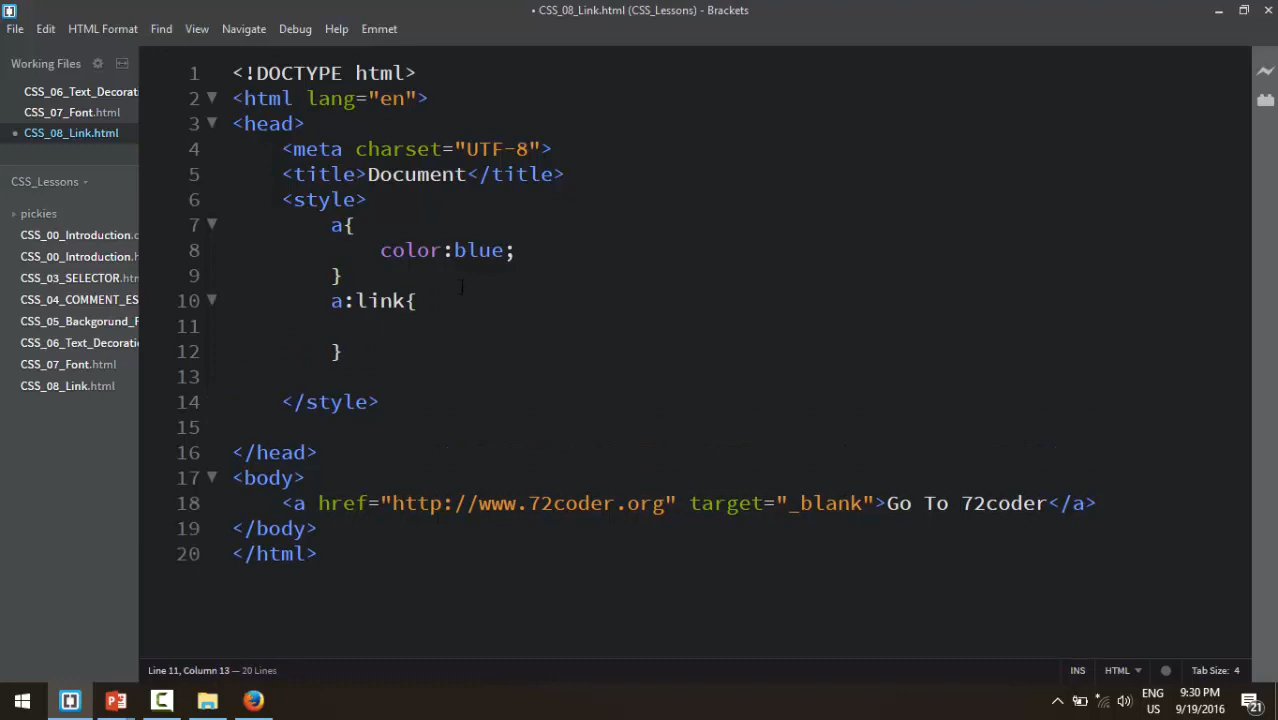 • CSS_08_Link.html (CSS_Lessons) - Brackets
File Edit HTML Format Find View Navigate Debug Help Emmet
Working Files
CSS_06_Text_Decorati
CSS_07_Font.html
• CSS_08_Link.html
CSS_Lessons
pickies
CSS_00_Introduction.c
CSS_00_Introduction.h
CSS_03_SELECTOR.htm
CSS_04_COMMENT_ES
CSS_05_Backgorund_F
CSS_06_Text_Decoratio
CSS_07_Font.html
CSS_08_Link.html
1 <!DOCTYPE html>
2 <html lang="en">
3 <head>
4 <meta charset="UTF-8">
5 <title>Document</title>
6 <style>
7 a{
8 color:blue;
9 }
10 a:link{
11
12 }
13
14 </style>
15
16 </head>
17 <body>
18 <a href="http://www.72coder.org" target="_blank">Go To 72coder</a>
19 </body>
20 </html>
Line 11, Column 13 — 20 Lines
INS HTML Tab Size: 4
ENG 9:30 PM
US 9/19/2016
21